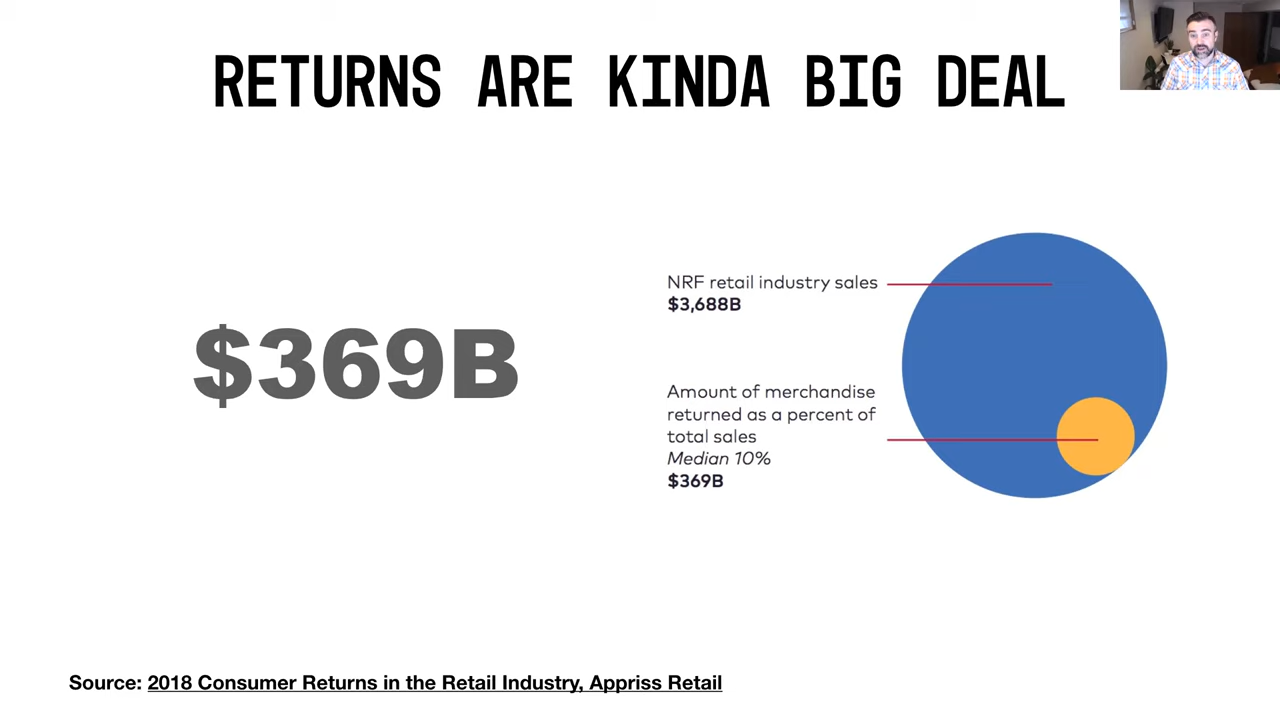 RETURNS ARE KINDA BIG DEAL
$369B
NRF retail industry sales
$3,688B
Amount of merchandise
returned as a percent of
total sales
Median 10%
$369B
Source: 2018 Consumer Returns in the Retail Industry, Appriss Retail